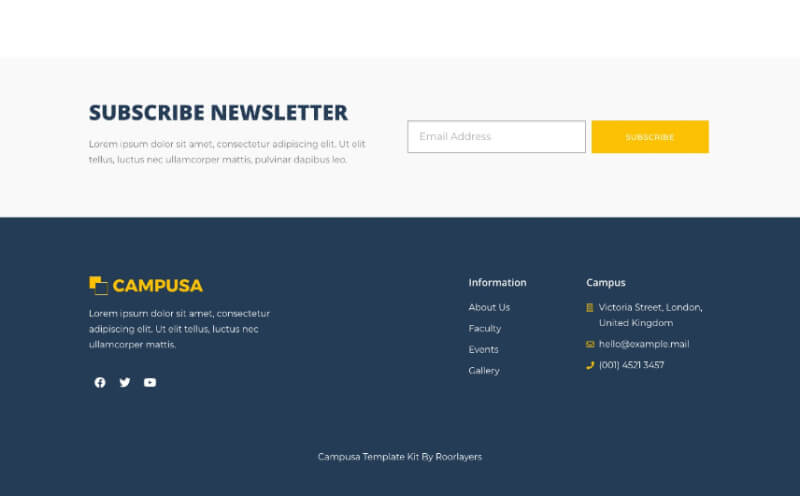 SUBSCRIBE NEWSLETTER
Lorem ipsum dolor sit amet, consectetur adipiscing elit. Ut elit
tellus, luctus nec ullamcorper mattis, pulvinar dapibus leo.
Email Address
SUBSCRIBE
CAMPUSA
Lorem ipsum dolor sit amet, consectetur
adipiscing elit. Ut elit tellus, luctus nec
ullamcorper mattis.
Information
About Us
Faculty
Events
Gallery
Campus
Victoria Street, London,
United Kingdom
hello@example.mail
(001) 4521 3457
Campusa Template Kit By Roorlayers